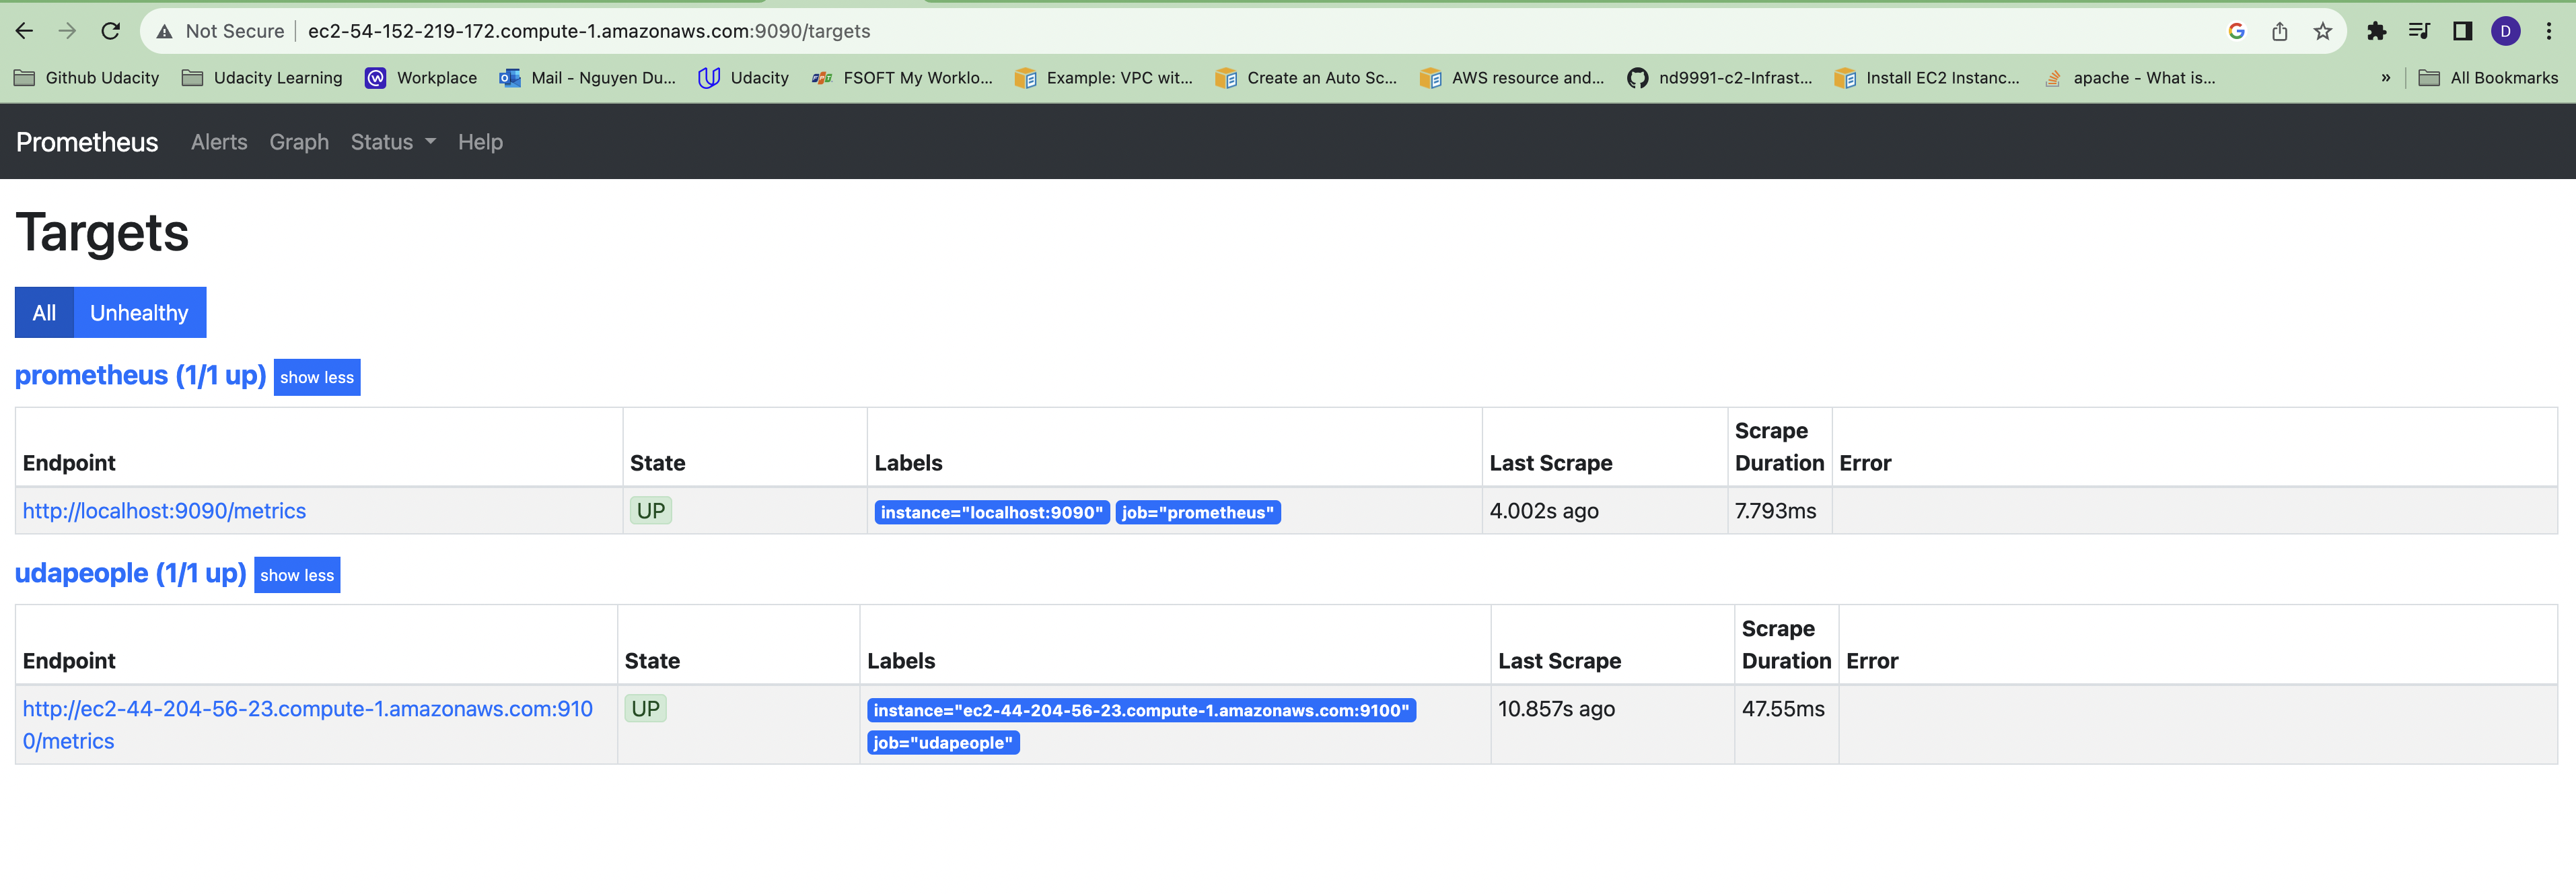 Not Secure ec2-54-152-219-172.compute-1.amazonaws.com:9090/targets D
Github Udacity Udacity Learning Workplace Mail - Nguyen Du... Udacity FSOFT My Worklo... Example: VPC wit... Create an Auto Sc... AWS resource and... nd9991-c2-Infrast... Install EC2 Instanc... apache - What is... » All Bookmarks
Prometheus Alerts Graph Status Help
Targets
All Unhealthy
prometheus (1/1 up) show less
Scrape
Endpoint State Labels Last Scrape Duration Error
http://localhost:9090/metrics UP instance="localhost:9090" job="prometheus" 4.002s ago 7.793ms
udapeople (1/1 up) show less
Scrape
Endpoint State Labels Last Scrape Duration Error
http://ec2-44-204-56-23.compute-1.amazonaws.com:910 UP instance="ec2-44-204-56-23.compute-1.amazonaws.com:9100" 10.857s ago 47.55ms
0/metrics job="udapeople"